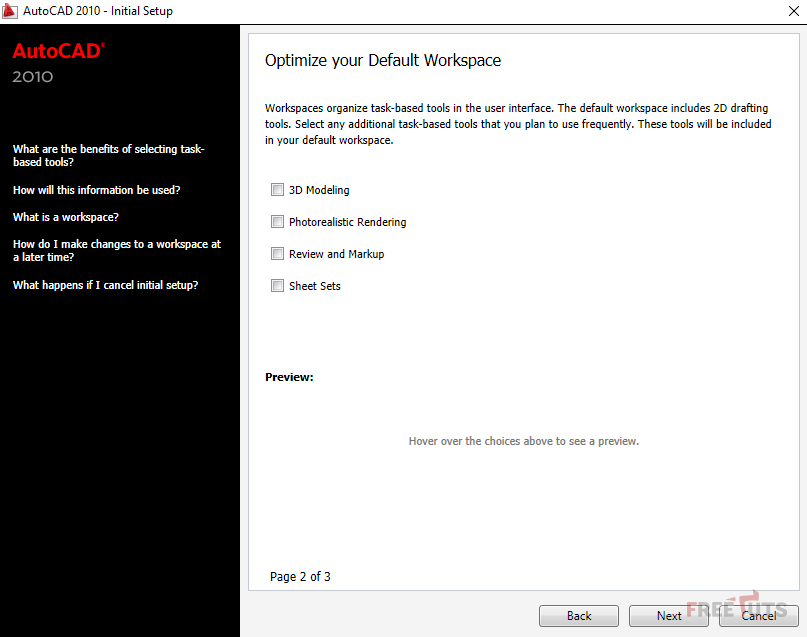 AutoCAD 2010 - Initial Setup
AutoCAD®
2010
What are the benefits of selecting task-
based tools?
How will this information be used?
What is a workspace?
How do I make changes to a workspace at
a later time?
What happens if I cancel initial setup?
Optimize your Default Workspace
Workspaces organize task-based tools in the user interface. The default workspace includes 2D drafting
tools. Select any additional task-based tools that you plan to use frequently. These tools will be included
in your default workspace.
3D Modeling
Photorealistic Rendering
Review and Markup
Sheet Sets
Preview:
Hover over the choices above to see a preview.
Page 2 of 3
Back
Next
Cancel
FREETUTS